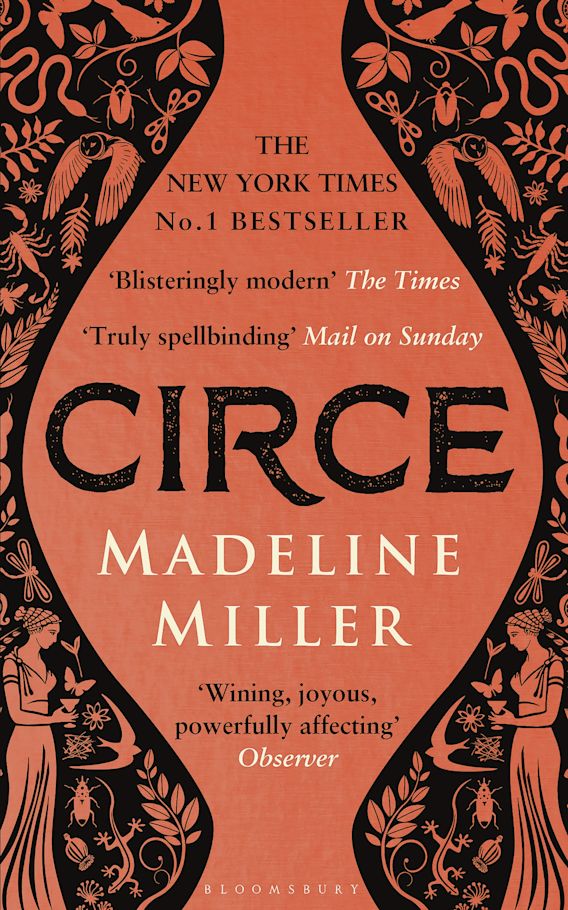 THE
NEW YORK TIMES
No.1 BESTSELLER
‘Blisteringly modern’ The Times
‘Truly spellbinding’ Mail on Sunday
CIRCE
MADELINE
MILLER
‘Wining, joyous,
powerfully affecting’
Observer
BLOOMSBURY